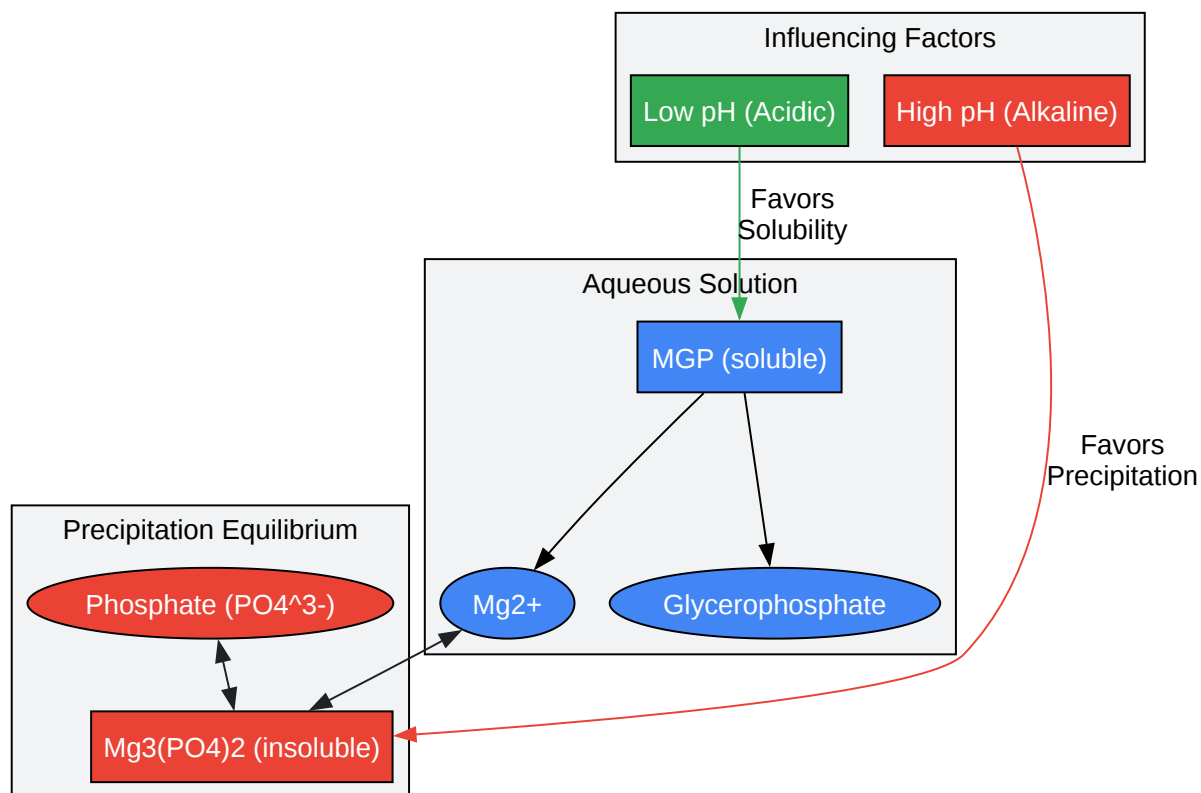 Influencing Factors
Low pH (Acidic)
High pH (Alkaline)
Favors
Solubility
Aqueous Solution
MGP (soluble)
Favors
Precipitation
Precipitation Equilibrium
Phosphate (PO4^3-)
Mg2+
Glycerophosphate
Mg3(PO4)2 (insoluble)